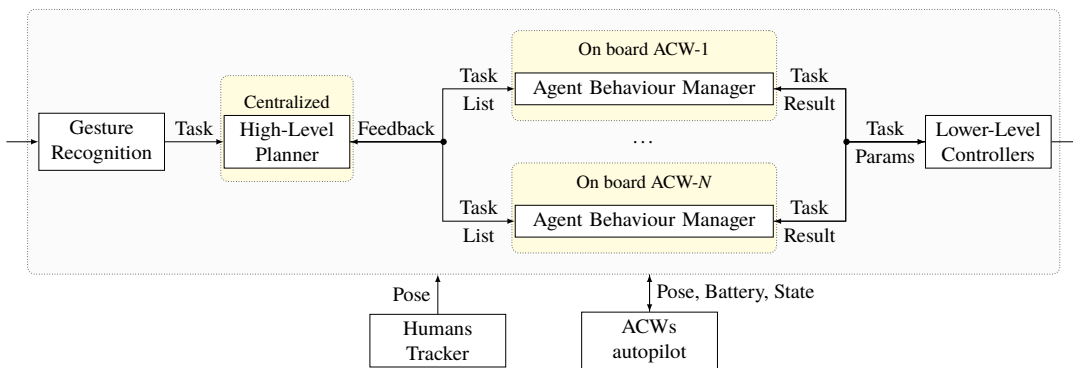 On board ACW-1
Agent Behaviour Manager
Task
List
Task
Result
Centralized
Gesture
Recognition
Task
High-Level
Planner
Feedback
...
Task
Params
Lower-Level
Controllers
On board ACW-N
Agent Behaviour Manager
Task
List
Task
Result
Pose
Pose, Battery, State
Humans
Tracker
ACWs
autopilot